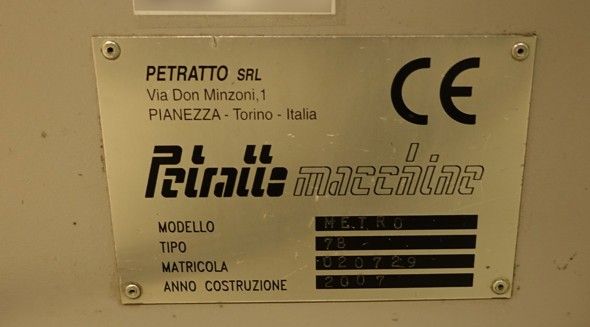 PETRATTO SRL
Via Don Minzoni,1
PIANEZZA - Torino - Italia
CE
Petratto macchine
MODELLO METRO
TIPO 78
MATRICOLA 020729
ANNO COSTRUZIONE 2007